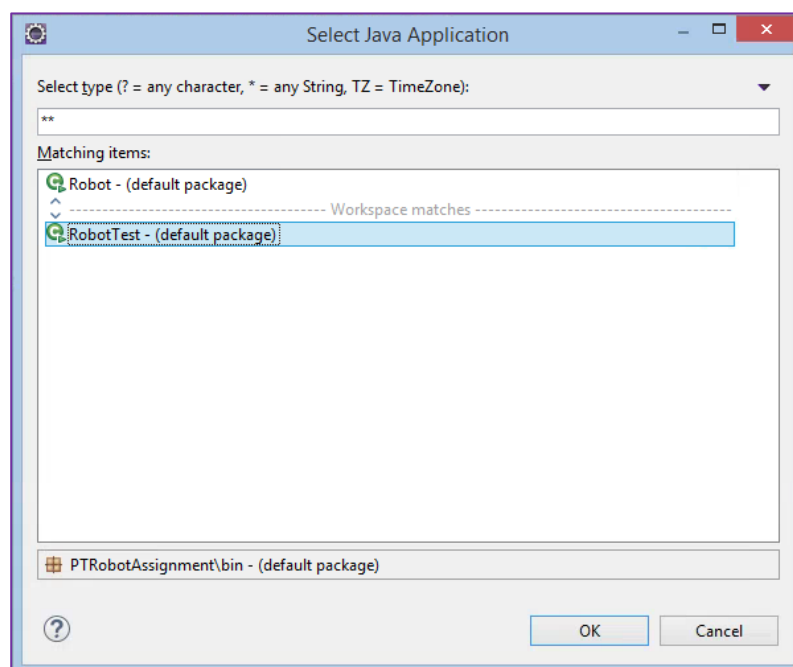 Select Java Application
Select type (? = any character, * = any String, TZ = TimeZone):
**
Matching items:
Robot - (default package)
Workspace matches
RobotTest - (default package)
PTRobotAssignment\bin - (default package)
?
OK Cancel